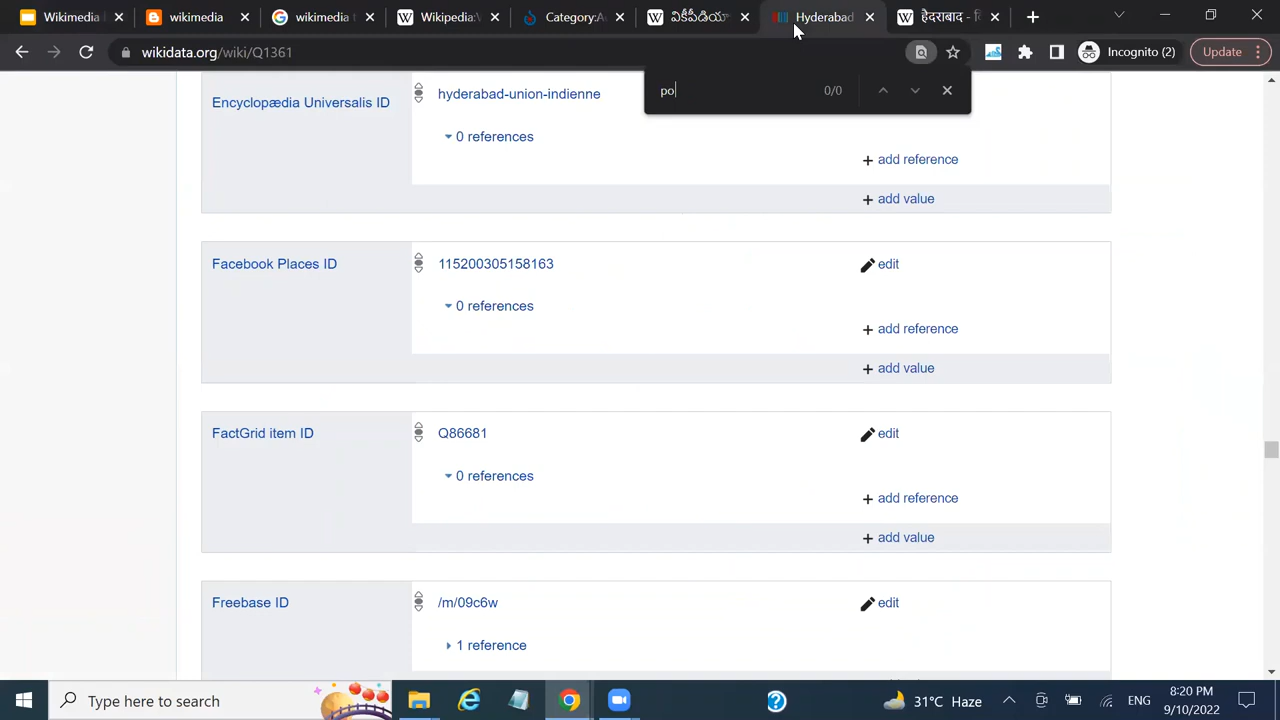 Wikimedia
wikimedia
wikimedia t
Wikipedia:
Category:A
వికీపీడియా
Hyderabad
हैदराबाद -
wikidata.org/wiki/Q1361
Incognito (2)
Update
po
0/0
Encyclopædia Universalis ID
hyderabad-union-indienne
0 references
+ add reference
+ add value
Facebook Places ID
115200305158163
edit
0 references
+ add reference
+ add value
FactGrid item ID
Q86681
edit
0 references
+ add reference
+ add value
Freebase ID
/m/09c6w
edit
1 reference
Type here to search
31°C Haze
ENG
8:20 PM
9/10/2022